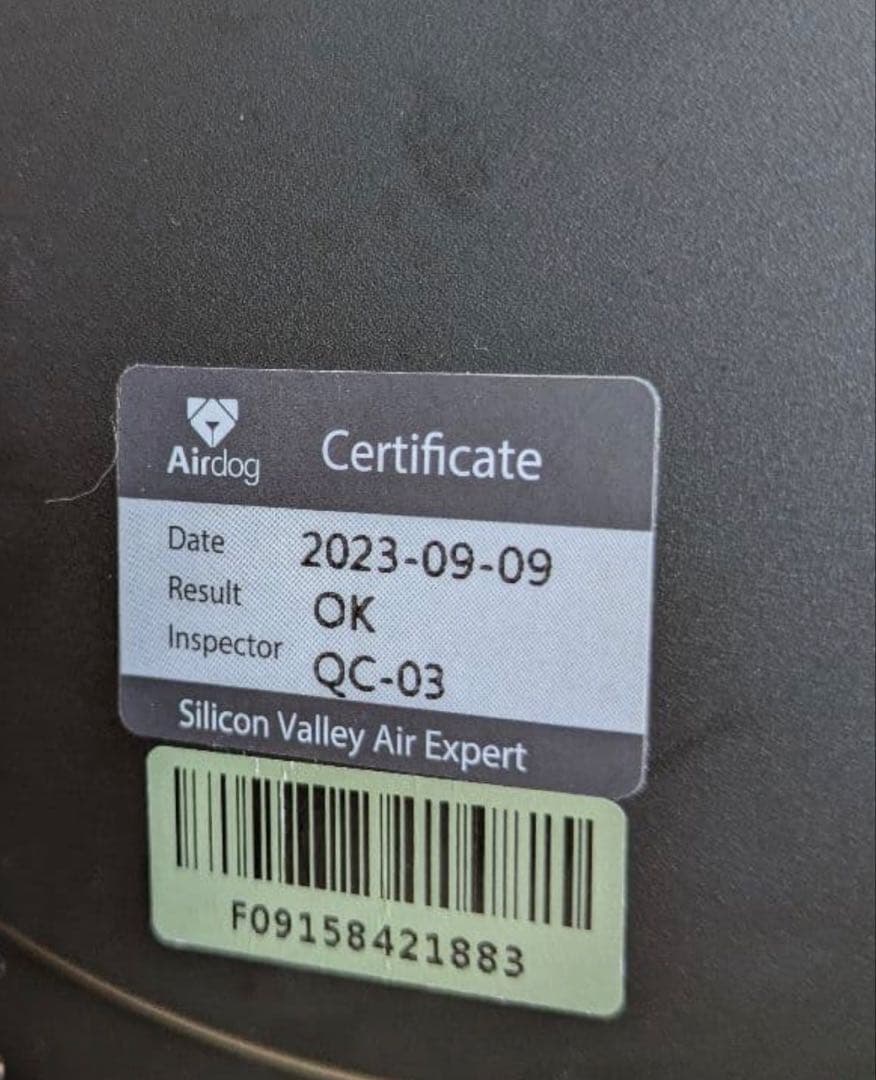 Airdog
Certificate
Date 2023-09-09
Result OK
Inspector QC-03
Silicon Valley Air Expert
F09158421883